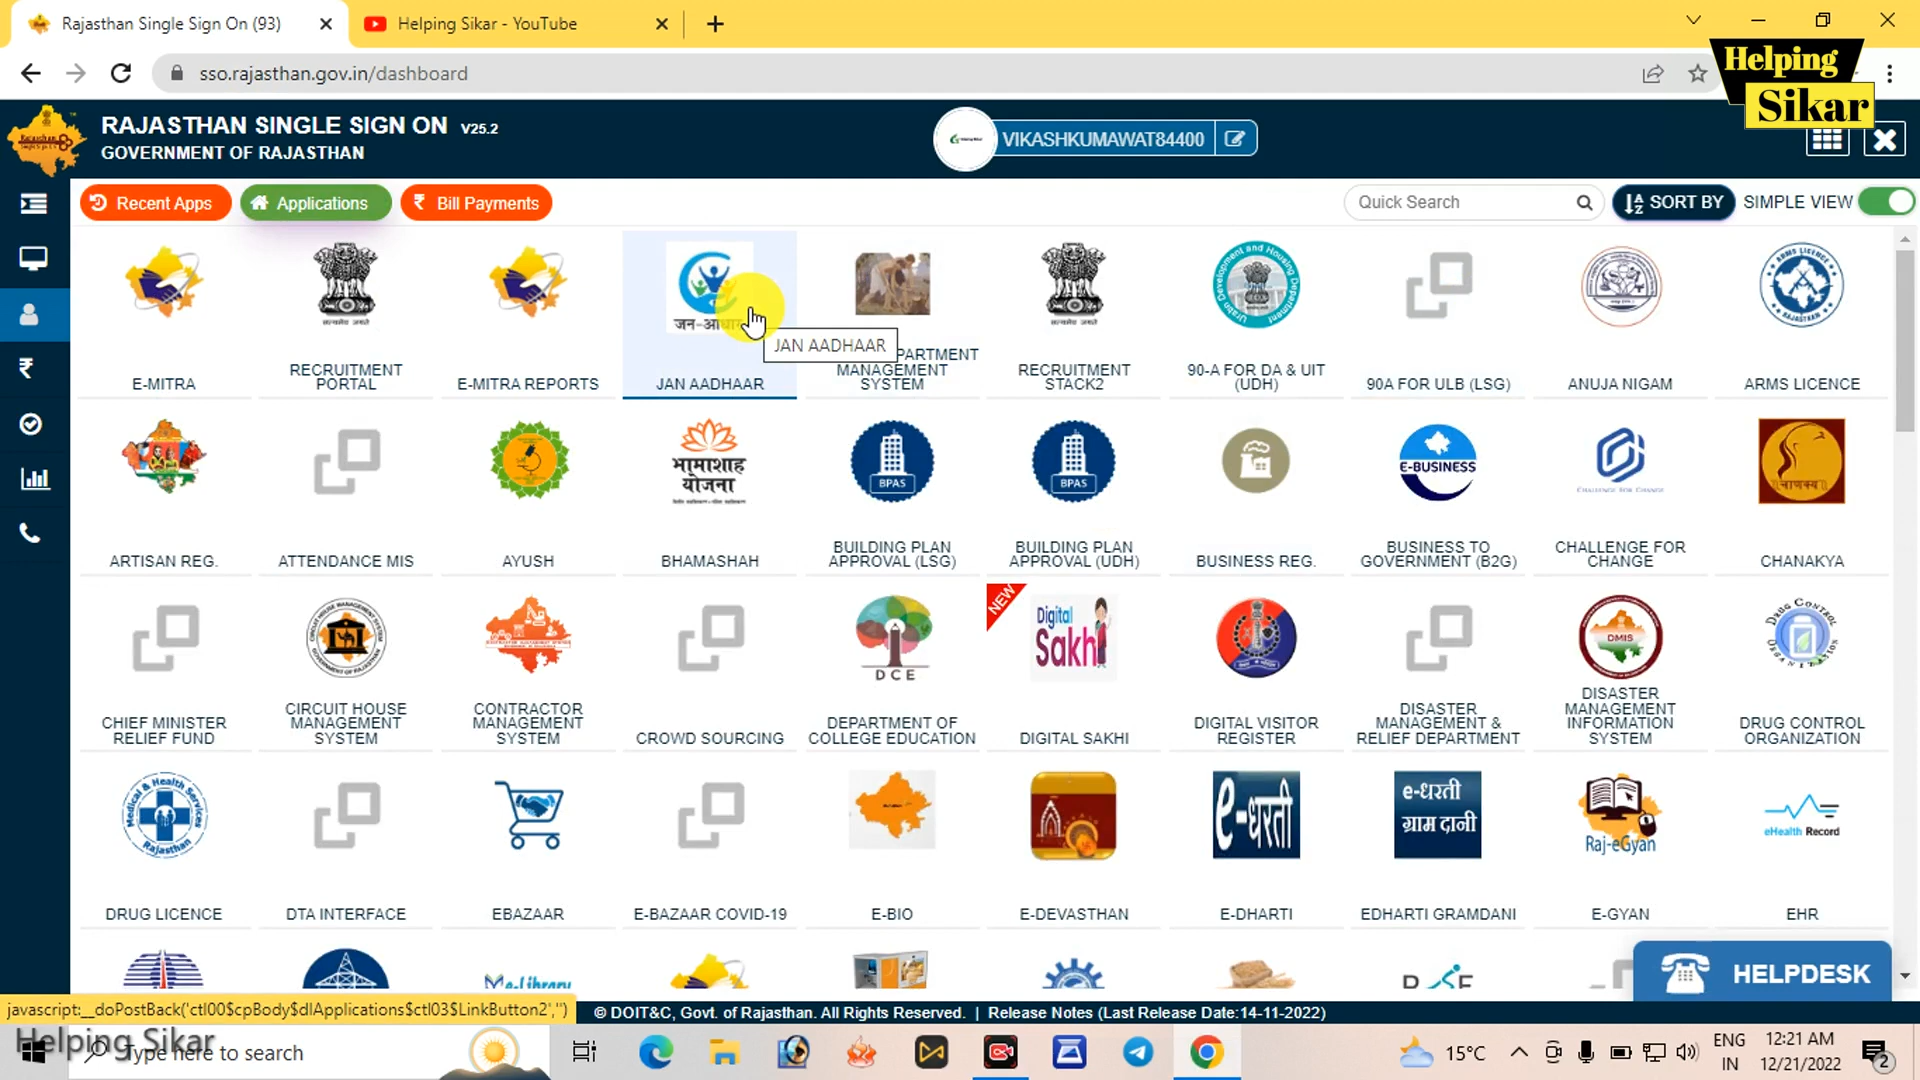 Rajasthan Single Sign On (93)
Helping Sikar - YouTube
sso.rajasthan.gov.in/dashboard
Helping
Sikar
RAJASTHAN SINGLE SIGN ON V25.2
GOVERNMENT OF RAJASTHAN
VIKASHKUMAWAT84400
Recent Apps
Applications
₹ Bill Payments
Quick Search
SORT BY
SIMPLE VIEW
E-MITRA
RECRUITMENT
PORTAL
E-MITRA REPORTS
JAN AADHAAR
JAN AADHAAR
PARTMENT
MANAGEMENT
SYSTEM
RECRUITMENT
STACK2
90-A FOR DA & UIT
(UDH)
90A FOR ULB (LSG)
ANUJA NIGAM
ARMS LICENCE
भामाशाह
योजना
BPAS
BPAS
E-BUSINESS
CHALLENGE FOR CHANGE
ARTISAN REG.
ATTENDANCE MIS
AYUSH
BHAMASHAH
BUILDING PLAN
APPROVAL (LSG)
BUILDING PLAN
APPROVAL (UDH)
BUSINESS REG.
BUSINESS TO
GOVERNMENT (B2G)
CHALLENGE FOR
CHANGE
CHANAKYA
DCE
NEW
Digital
Sakhi
DMIS
CHIEF MINISTER
RELIEF FUND
CIRCUIT HOUSE
MANAGEMENT
SYSTEM
CONTRACTOR
MANAGEMENT
SYSTEM
CROWD SOURCING
DEPARTMENT OF
COLLEGE EDUCATION
DIGITAL SAKHI
DIGITAL VISITOR
REGISTER
DISASTER
MANAGEMENT &
RELIEF DEPARTMENT
DISASTER
MANAGEMENT
INFORMATION
SYSTEM
DRUG CONTROL
ORGANIZATION
Medical & Health Services
Rajasthan
e-धरती
e-धरती
ग्राम दानी
Raj-eGyan
eHealth Record
DRUG LICENCE
DTA INTERFACE
EBAZAAR
E-BAZAAR COVID-19
E-BIO
E-DEVASTHAN
E-DHARTI
EDHARTI GRAMDANI
E-GYAN
EHR
HELPDESK
javascript:__doPostBack('ctl00$cpBody$dlApplications$ctl03$LinkButton2','')
© DOIT&C, Govt. of Rajasthan. All Rights Reserved. | Release Notes (Last Release Date:14-11-2022)
Helping Sikar
Type here to search
15°C
ENG
IN
12:21 AM
12/21/2022
2